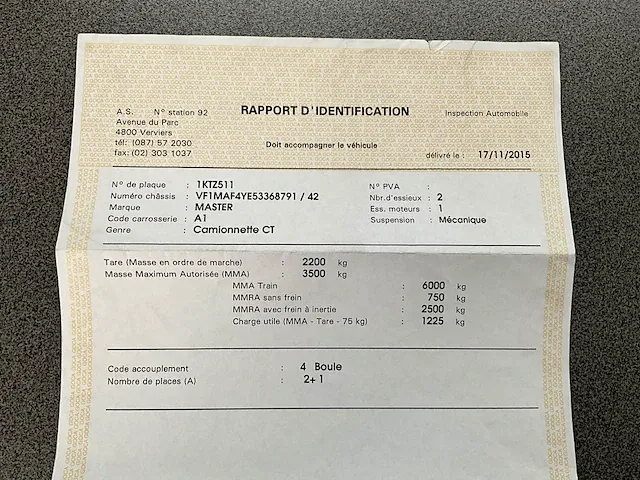 A.S. N° station 92
RAPPORT D'IDENTIFICATION
Inspection Automobile
Avenue du Parc
4800 Verviers
tél: (087) 57 2030
fax: (02) 303 1037
Doit accompagner le véhicule
délivré le : 17/11/2015
N° de plaque : 1KTZ511
Numéro châssis : VF1MAF4YE53368791 / 42
Marque : MASTER
Code carrosserie : A1
Genre : Camionnette CT
N° PVA :
Nbr.d'essieux : 2
Ess. moteurs : 1
Suspension : Mécanique
Tare (Masse en ordre de marche) : 2200 kg
Masse Maximum Autorisée (MMA) : 3500 kg
MMA Train : 6000 kg
MMRA sans frein : 750 kg
MMRA avec frein à inertie : 2500 kg
Charge utile (MMA - Tare - 75 kg) : 1225 kg
Code accouplement : 4 Boule
Nombre de places (A) : 2+1